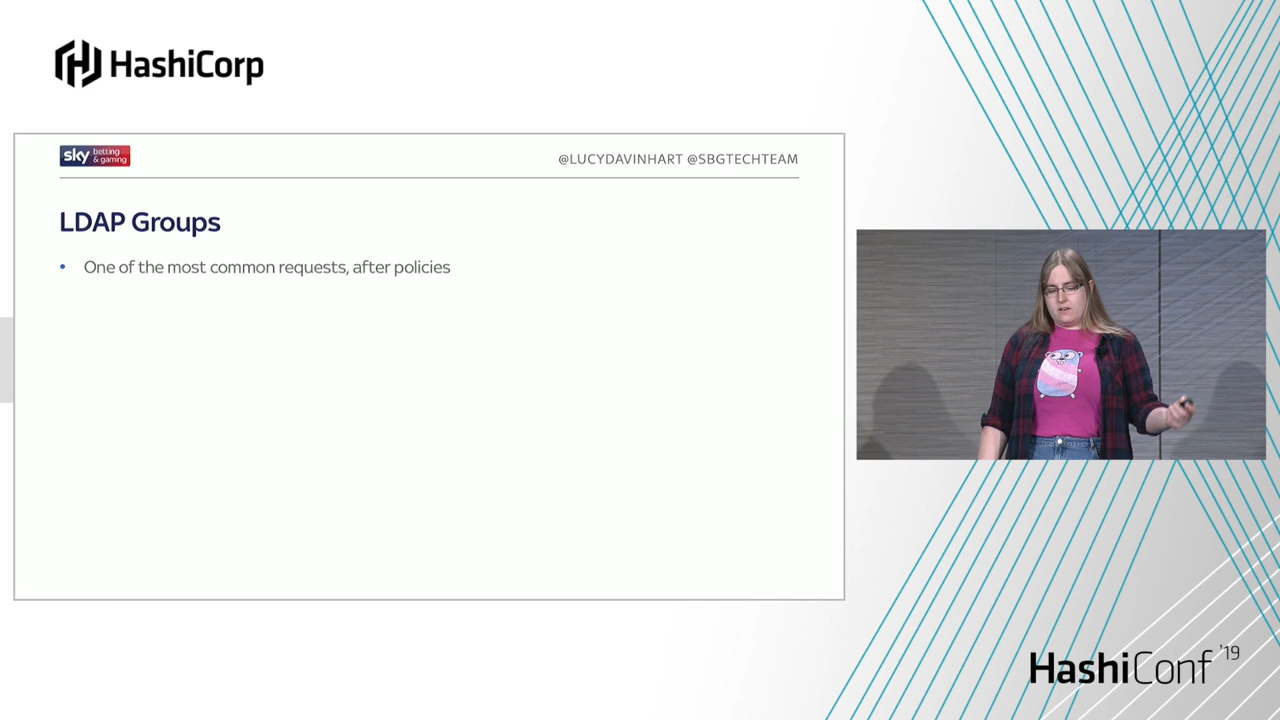 HashiCorp
sky betting & gaming
@LUCYDAVINHART @SBGTECHTEAM
LDAP Groups
• One of the most common requests, after policies
HashiConf '19